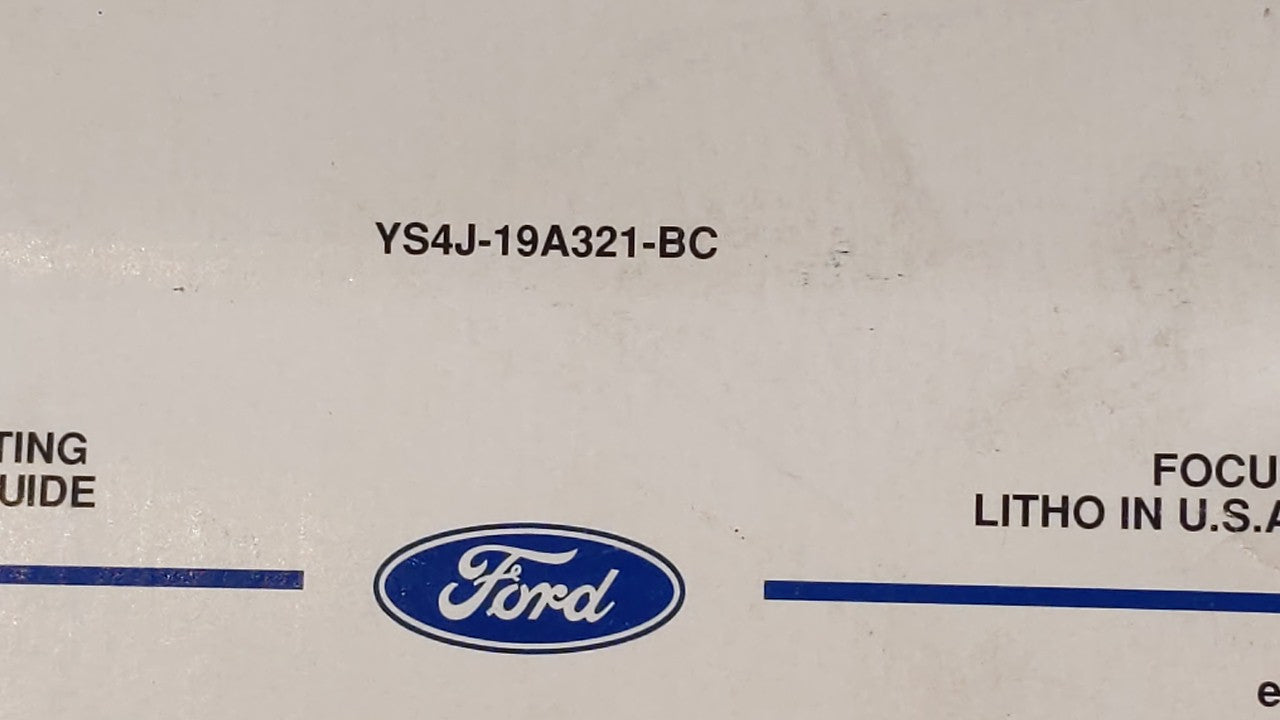 YS4J-19A321-BC
TING
UIDE
FOCU
LITHO IN U.S.A
Ford
e